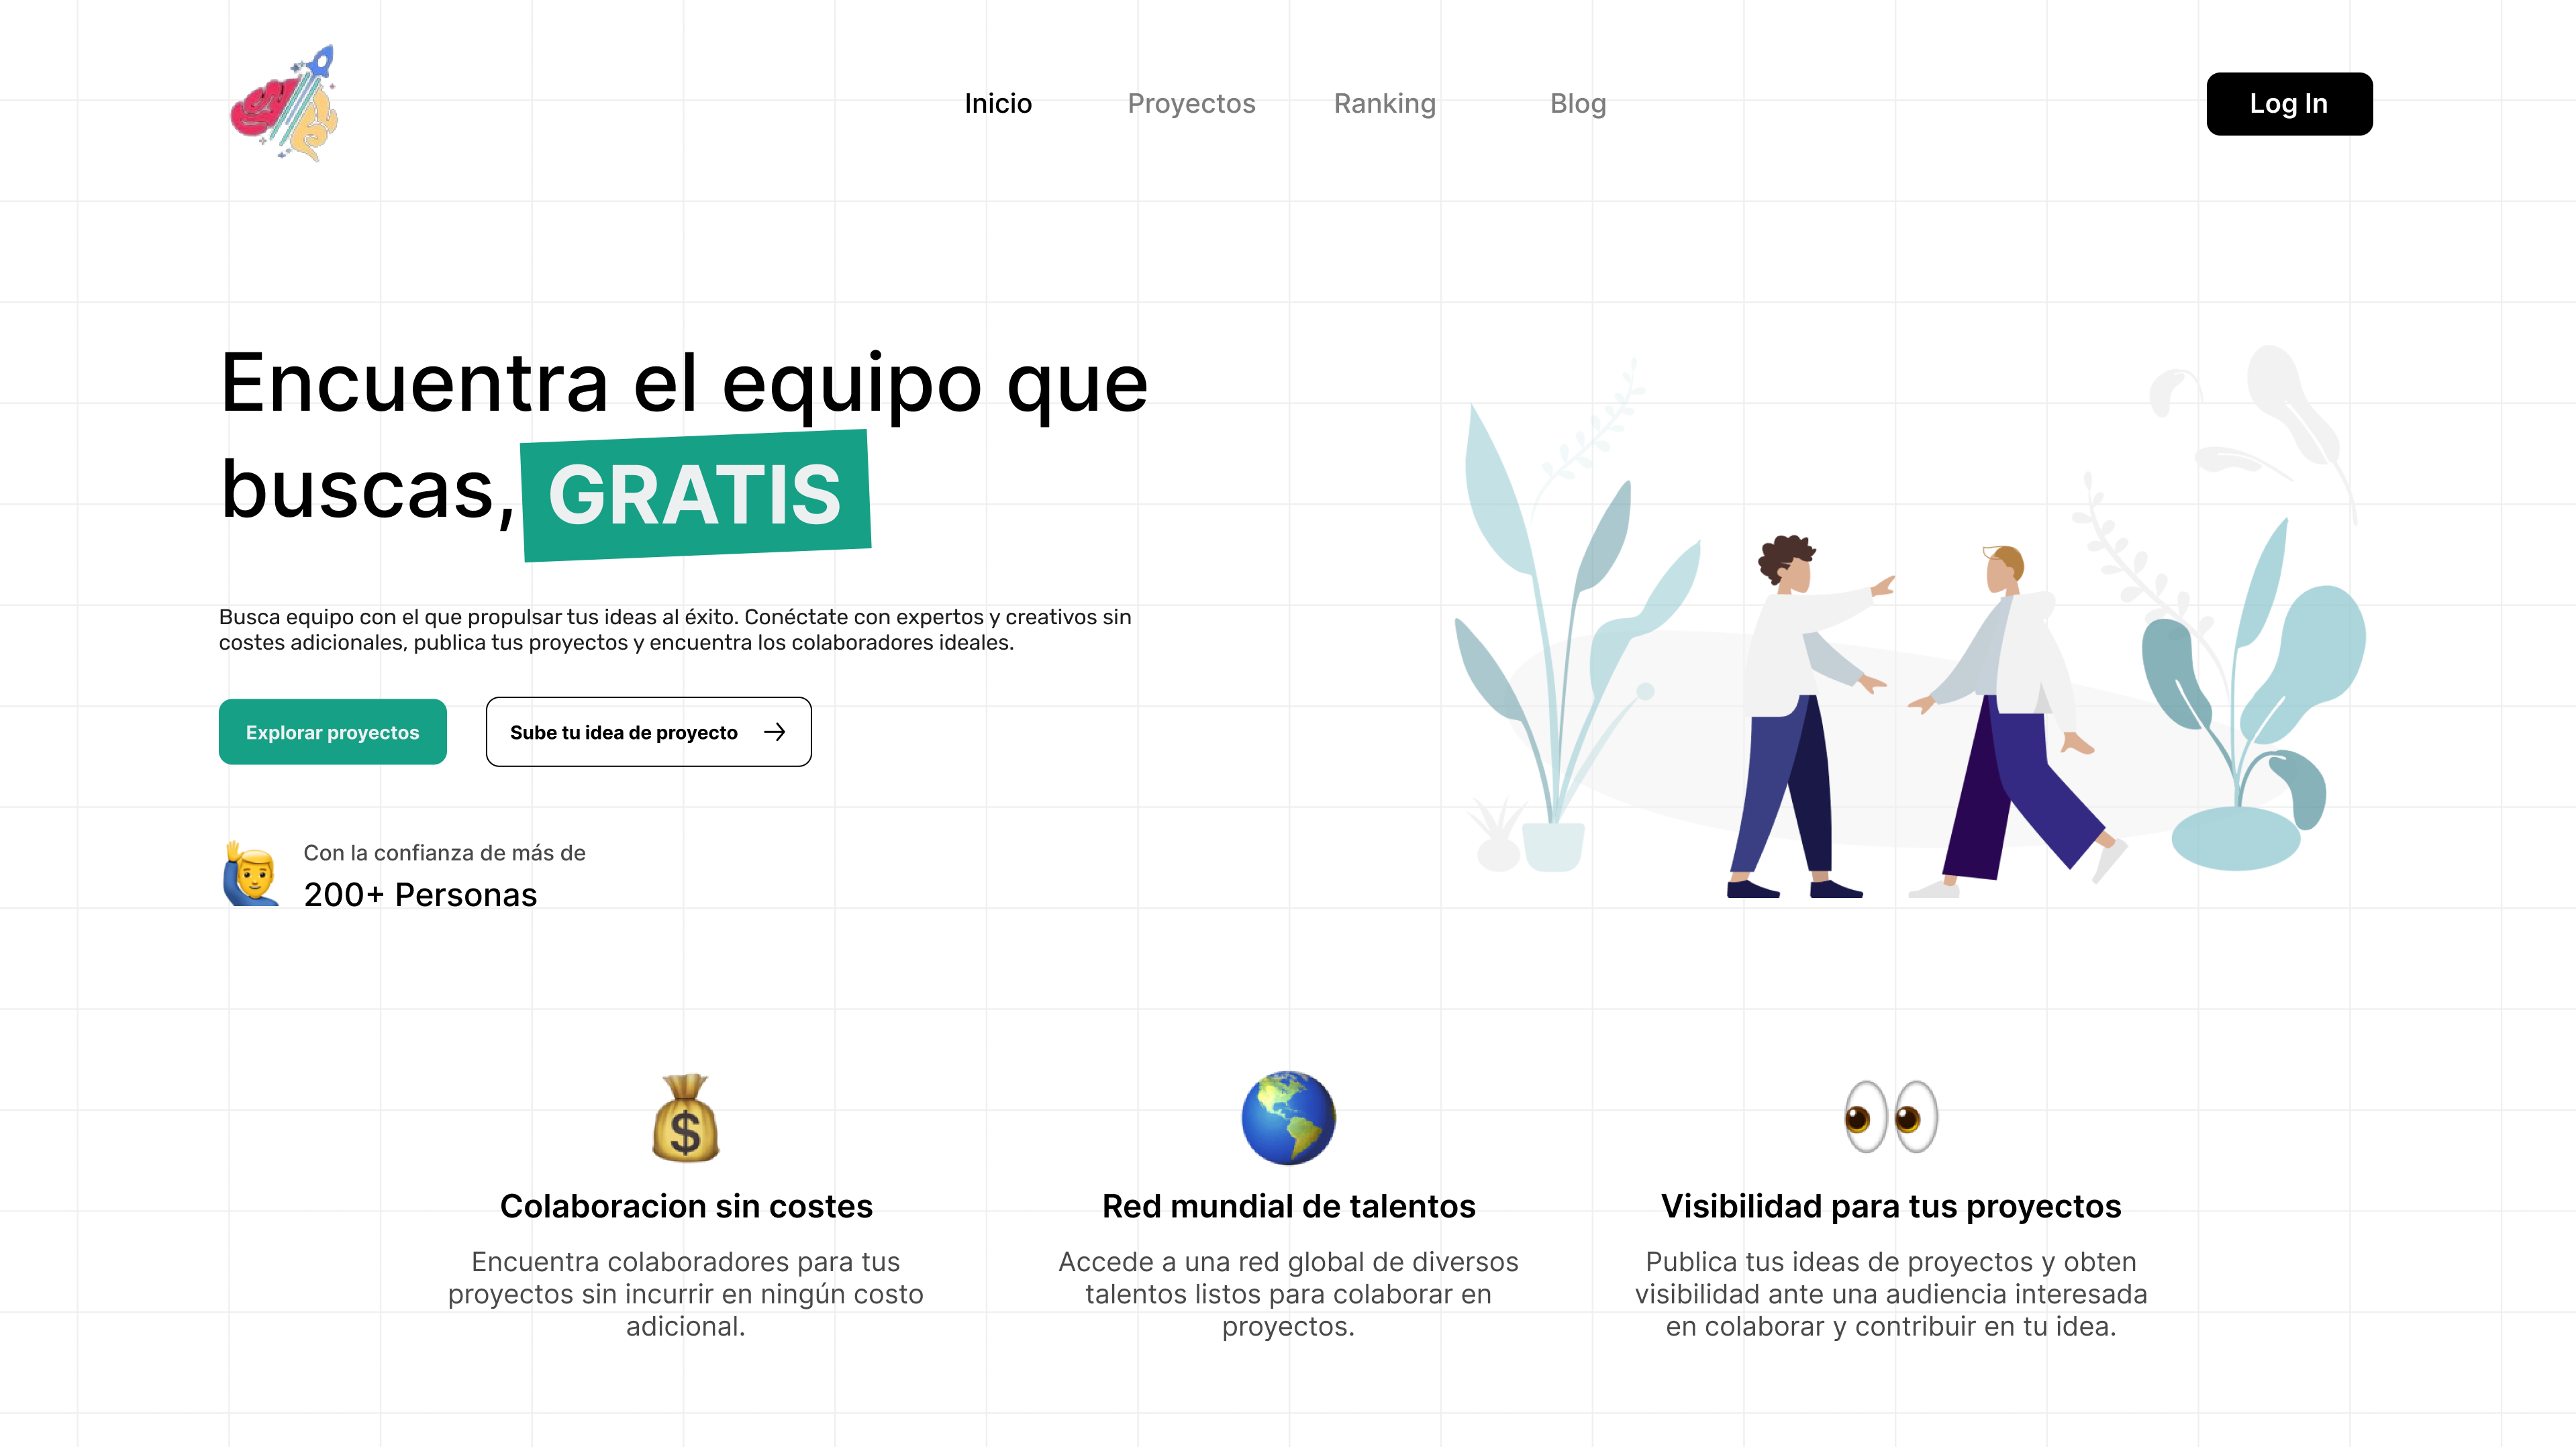 Inicio
Proyectos
Ranking
Blog
Log In
Encuentra el equipo que
buscas, GRATIS
Busca equipo con el que propulsar tus ideas al éxito. Conéctate con expertos y creativos sin
costes adicionales, publica tus proyectos y encuentra los colaboradores ideales.
Explorar proyectos
Sube tu idea de proyecto →
Con la confianza de más de
200+ Personas
$
Colaboracion sin costes
Encuentra colaboradores para tus
proyectos sin incurrir en ningún costo
adicional.
Red mundial de talentos
Accede a una red global de diversos
talentos listos para colaborar en
proyectos.
Visibilidad para tus proyectos
Publica tus ideas de proyectos y obten
visibilidad ante una audiencia interesada
en colaborar y contribuir en tu idea.